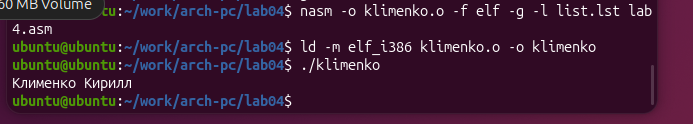 60 MB Volume
ubuntu@ubuntu:~/work/arch-pc/lab04$ nasm -o klimenko.o -f elf -g -l list.lst lab
4.asm
ubuntu@ubuntu:~/work/arch-pc/lab04$ ld -m elf_i386 klimenko.o -o klimenko
ubuntu@ubuntu:~/work/arch-pc/lab04$ ./klimenko
Клименко Кирилл
ubuntu@ubuntu:~/work/arch-pc/lab04$